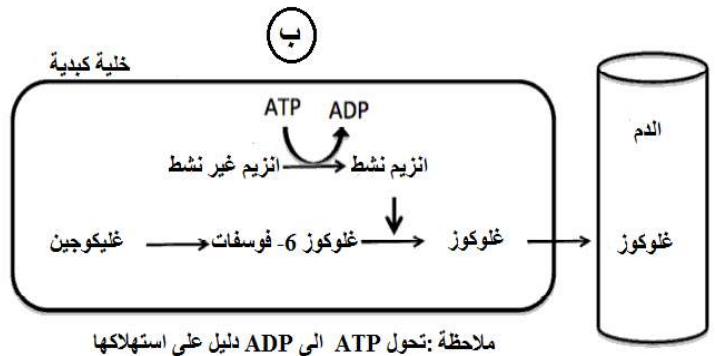 ب
خلية كبدية
ATP ADP
الدم
انزيم غير نشط انزيم نشط
غليكوجين غلوكوز 6- فوسفات غلوكوز غلوكوز
ملاحظة :تحول ATP الى ADP دليل على استهلاكها